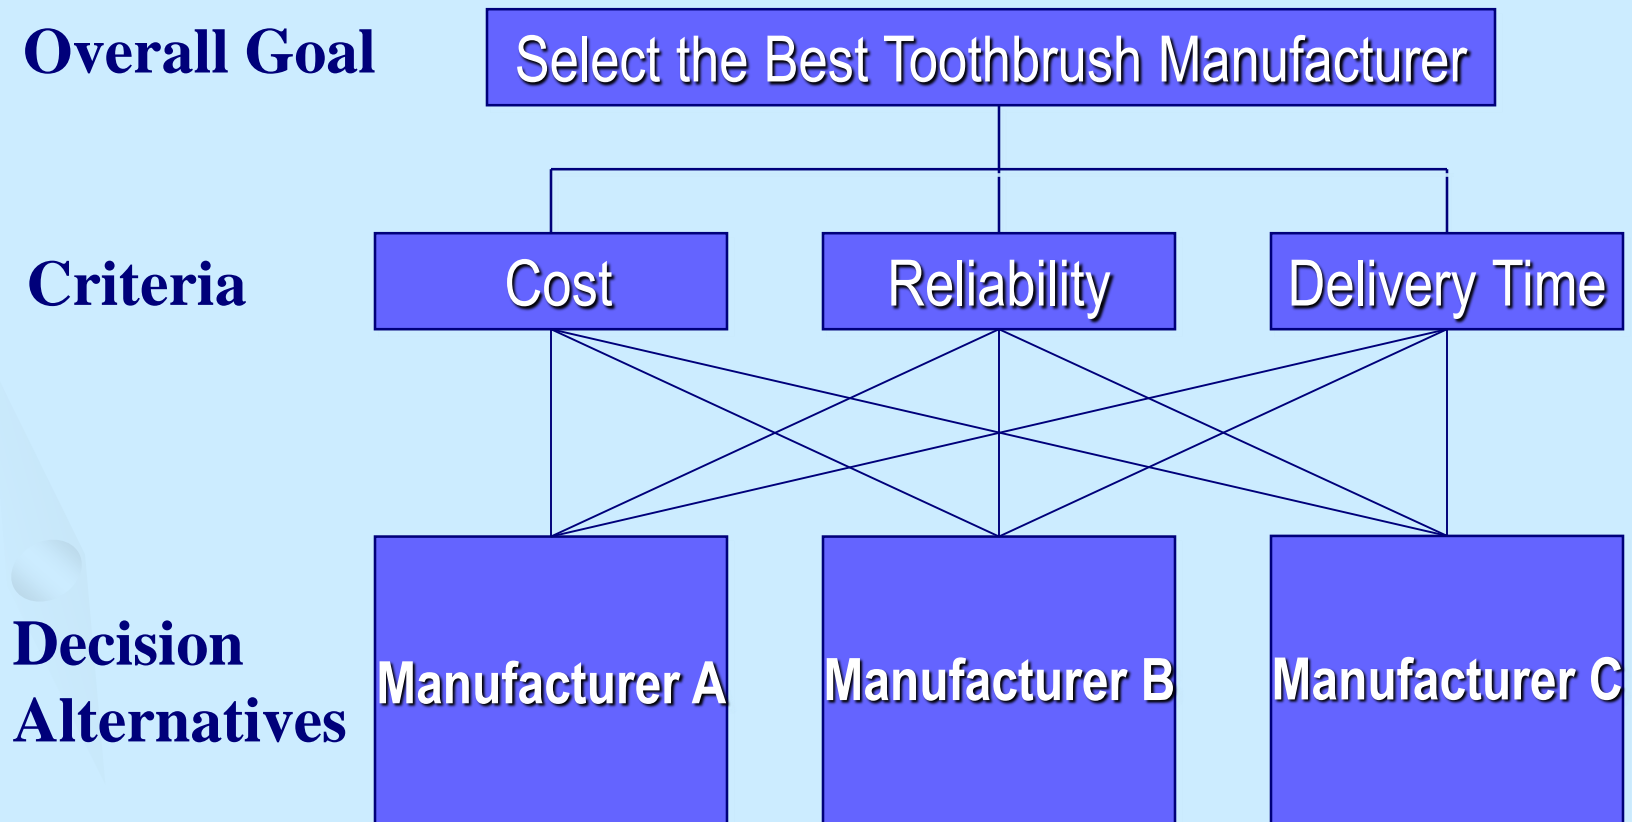 Overall Goal
Select the Best Toothbrush Manufacturer
Criteria
Cost
Reliability
Delivery Time
Decision
Alternatives
Manufacturer A
Manufacturer B
Manufacturer C